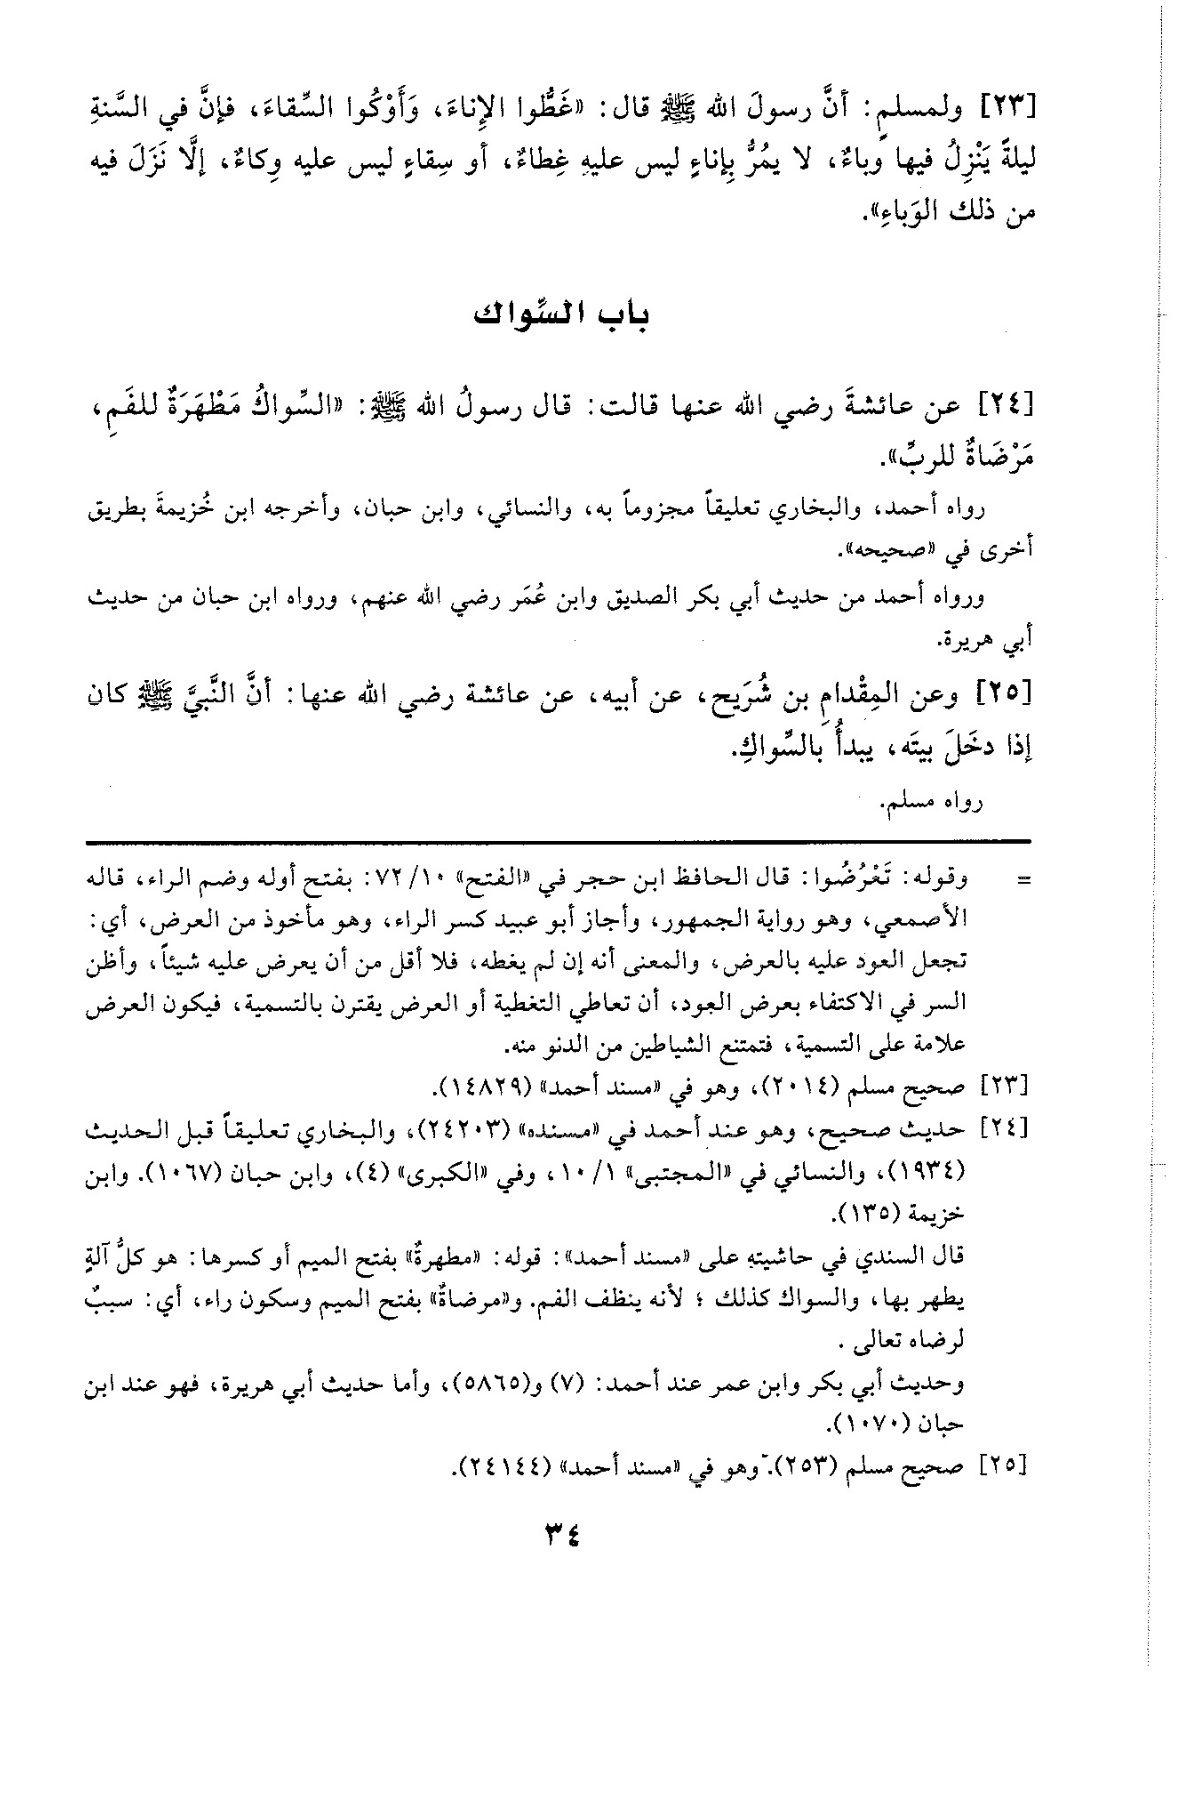 [٢٣] ولمسلمٍ: أنَّ رسولَ الله ﷺ قال: «غَطُّوا الإِناءَ، وَأَوْكُوا السِّقاءَ، فإنَّ في السَّنةِ
ليلةً يَنْزِلُ فيها وباءٌ، لا يمُرُّ بِإناءٍ ليس عليهِ غِطاءٌ، أو سِقاءٍ ليس عليه وِكاءٌ، إلَّا نَزَلَ فيه
من ذلك الوَباءِ».
باب السِّواك
[٢٤] عن عائشةَ رضي الله عنها قالت: قال رسولُ الله ﷺ: «السِّواكُ مَطْهَرَةٌ للفَمِ،
مَرْضَاةٌ للربِّ».
رواه أحمد، والبخاري تعليقاً مجزوماً به، والنسائي، وابن حبان، وأخرجه ابن خُزيمةَ بطريق
أخرى في «صحيحه».
ورواه أحمد من حديث أبي بكر الصديق وابن عُمَر رضي الله عنهم، ورواه ابن حبان من حديث
أبي هريرة.
[٢٥] وعن المِقْدامِ بن شُرَيح، عن أبيه، عن عائشة رضي الله عنها: أنَّ النَّبيَّ ﷺ كان
إذا دخَلَ بيتَه، يبدأُ بالسِّواكِ.
رواه مسلم.
= وقوله: تَعْرُضُوا: قال الحافظ ابن حجر في «الفتح» ٧٢/١٠: بفتح أوله وضم الراء، قاله
الأصمعي، وهو رواية الجمهور، وأجاز أبو عبيد كسر الراء، وهو مأخوذ من العرض، أي:
تجعل العود عليه بالعرض، والمعنى أنه إن لم يغطه، فلا أقل من أن يعرض عليه شيئاً، وأظن
السر في الاكتفاء بعرض العود، أن تعاطي التغطية أو العرض يقترن بالتسمية، فيكون العرض
علامة على التسمية، فتمتنع الشياطين من الدنو منه.
[٢٣] صحيح مسلم (٢٠١٤)، وهو في «مسند أحمد» (١٤٨٢٩).
[٢٤] حديث صحيح، وهو عند أحمد في «مسنده» (٢٤٢٠٣)، والبخاري تعليقاً قبل الحديث
(١٩٣٤)، والنسائي في «المجتبى» ١٠/١، وفي «الكبرى» (٤)، وابن حبان (١٠٦٧). وابن
خزيمة (١٣٥).
قال السندي في حاشيته على «مسند أحمد»: قوله: «مطهرةٌ» بفتح الميم أو كسرها: هو كلُّ آلةٍ
يطهر بها، والسواك كذلك ؛ لأنه ينظف الفم. و«مرضاةٌ» بفتح الميم وسكون راء، أي: سببٌ
لرضاه تعالى .
وحديث أبي بكر وابن عمر عند أحمد: (٧) و(٥٨٦٥)، وأما حديث أبي هريرة، فهو عند ابن
حبان (١٠٧٠).
[٢٥] صحيح مسلم (٢٥٣). وهو في «مسند أحمد» (٢٤١٤٤).
٣٤